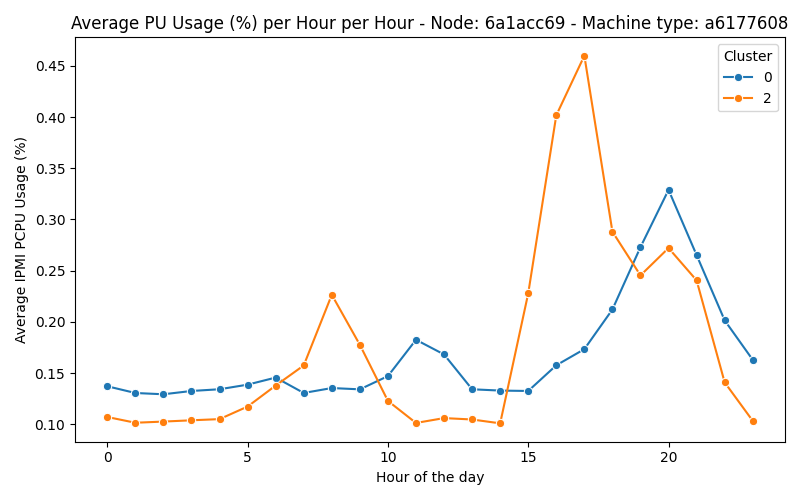 Average PU Usage (%) per Hour per Hour - Node: 6a1acc69 - Machine type: a6177608
Average IPMI PCPU Usage (%)
0.45
0.40
0.35
0.30
0.25
0.20
0.15
0.10
Cluster
0
2
0 5 10 15 20
Hour of the day